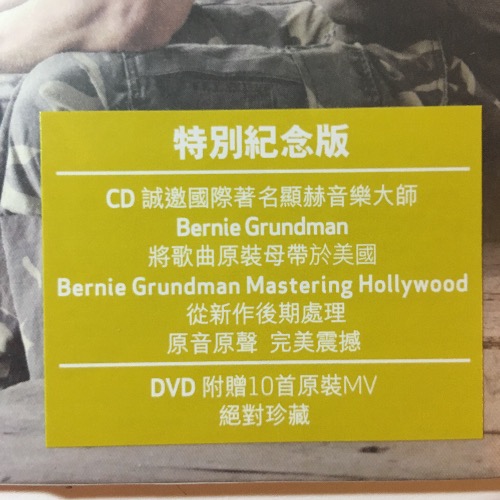 特別紀念版
CD 誠邀國際著名顯赫音樂大師
Bernie Grundman
將歌曲原裝母帶於美國
Bernie Grundman Mastering Hollywood
從新作後期處理
原音原聲 完美震撼
DVD 附贈10首原裝MV
絕對珍藏